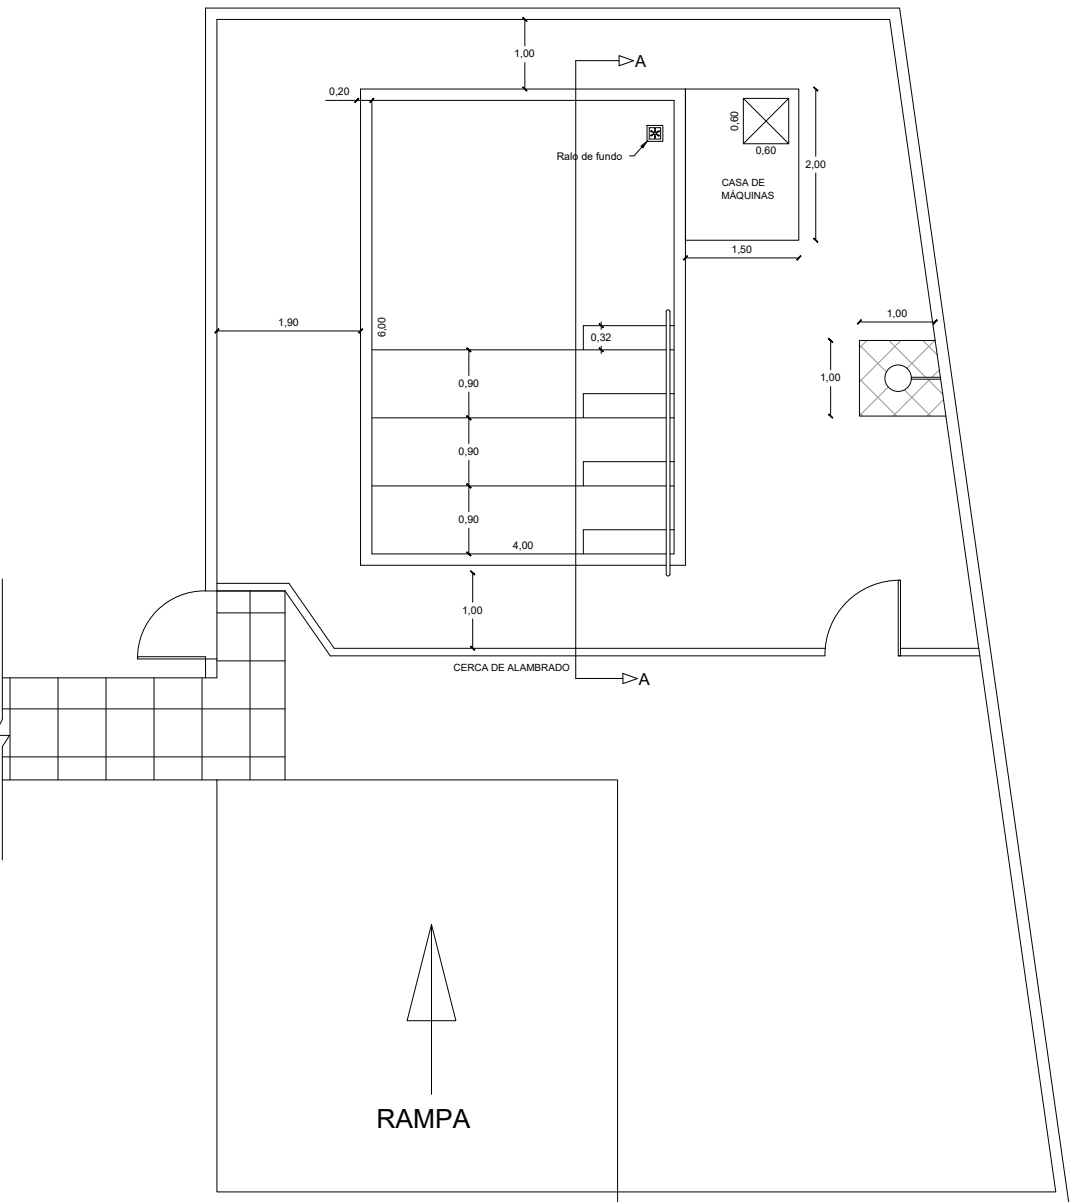 1,00
A
0,20
0,60
0,60
Ralo de fundo
2,00
CASA DE
MÁQUINAS
1,50
1,90
6,00
0,32
1,00
1,00
0,90
0,90
0,90
4,00
1,00
CERCA DE ALAMBRADO
A
RAMPA